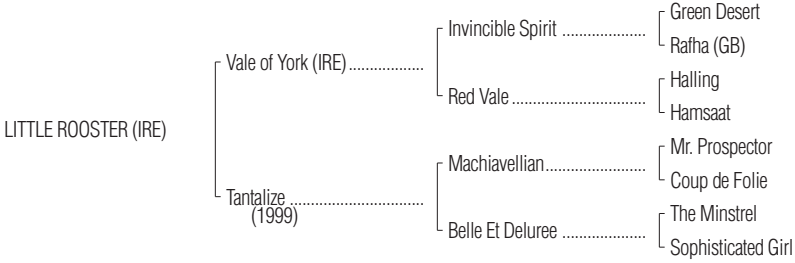 Green Desert
Invincible Spirit ....................
Rafha (GB)
Vale of York (IRE)..................
Halling
Red Vale ................................
Hamsaat
LITTLE ROOSTER (IRE)
Mr. Prospector
Machiavellian........................
Coup de Folie
Tantalize ................................
(1999)
The Minstrel
Belle Et Deluree ....................
Sophisticated Girl